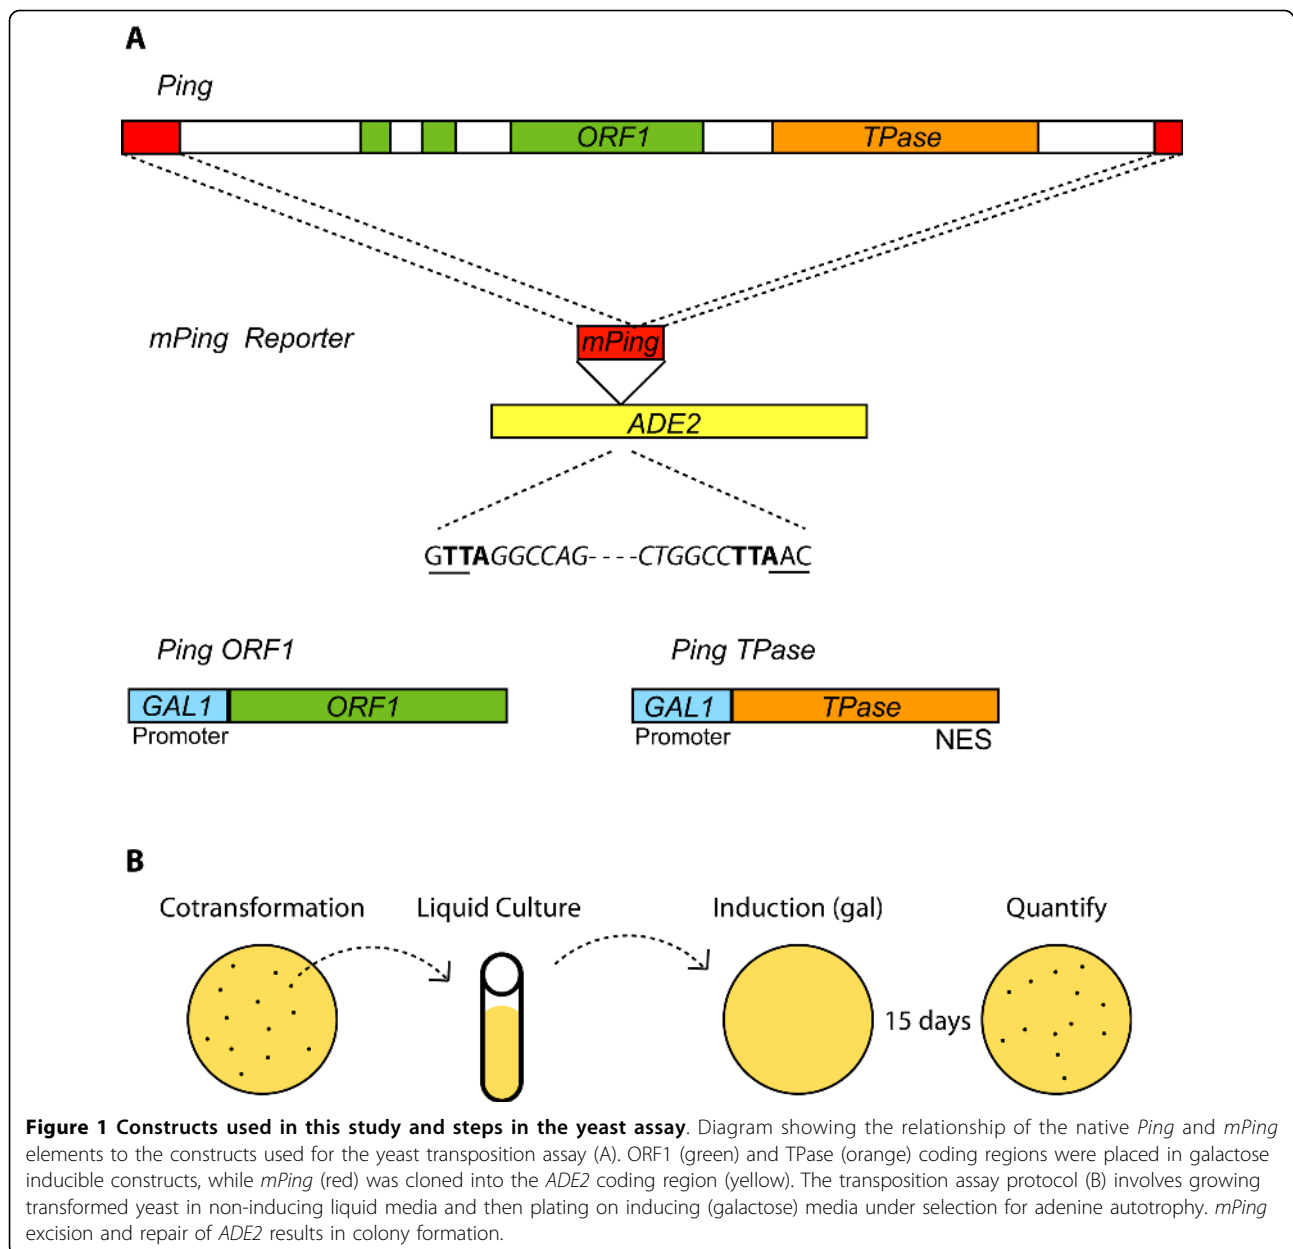 A
Ping
ORF1 TPase
mPing Reporter
mPing
ADE2
GTTAGGCCAG----CTGGCCTTAAC
Ping ORF1
Ping TPase
GAL1 ORF1
GAL1 TPase
Promoter
Promoter NES
B
Cotransformation
Liquid Culture
Induction (gal)
Quantify
15 days
Figure 1 Constructs used in this study and steps in the yeast assay. Diagram showing the relationship of the native Ping and mPing
elements to the constructs used for the yeast transposition assay (A). ORF1 (green) and TPase (orange) coding regions were placed in galactose
inducible constructs, while mPing (red) was cloned into the ADE2 coding region (yellow). The transposition assay protocol (B) involves growing
transformed yeast in non-inducing liquid media and then plating on inducing (galactose) media under selection for adenine autotrophy. mPing
excision and repair of ADE2 results in colony formation.